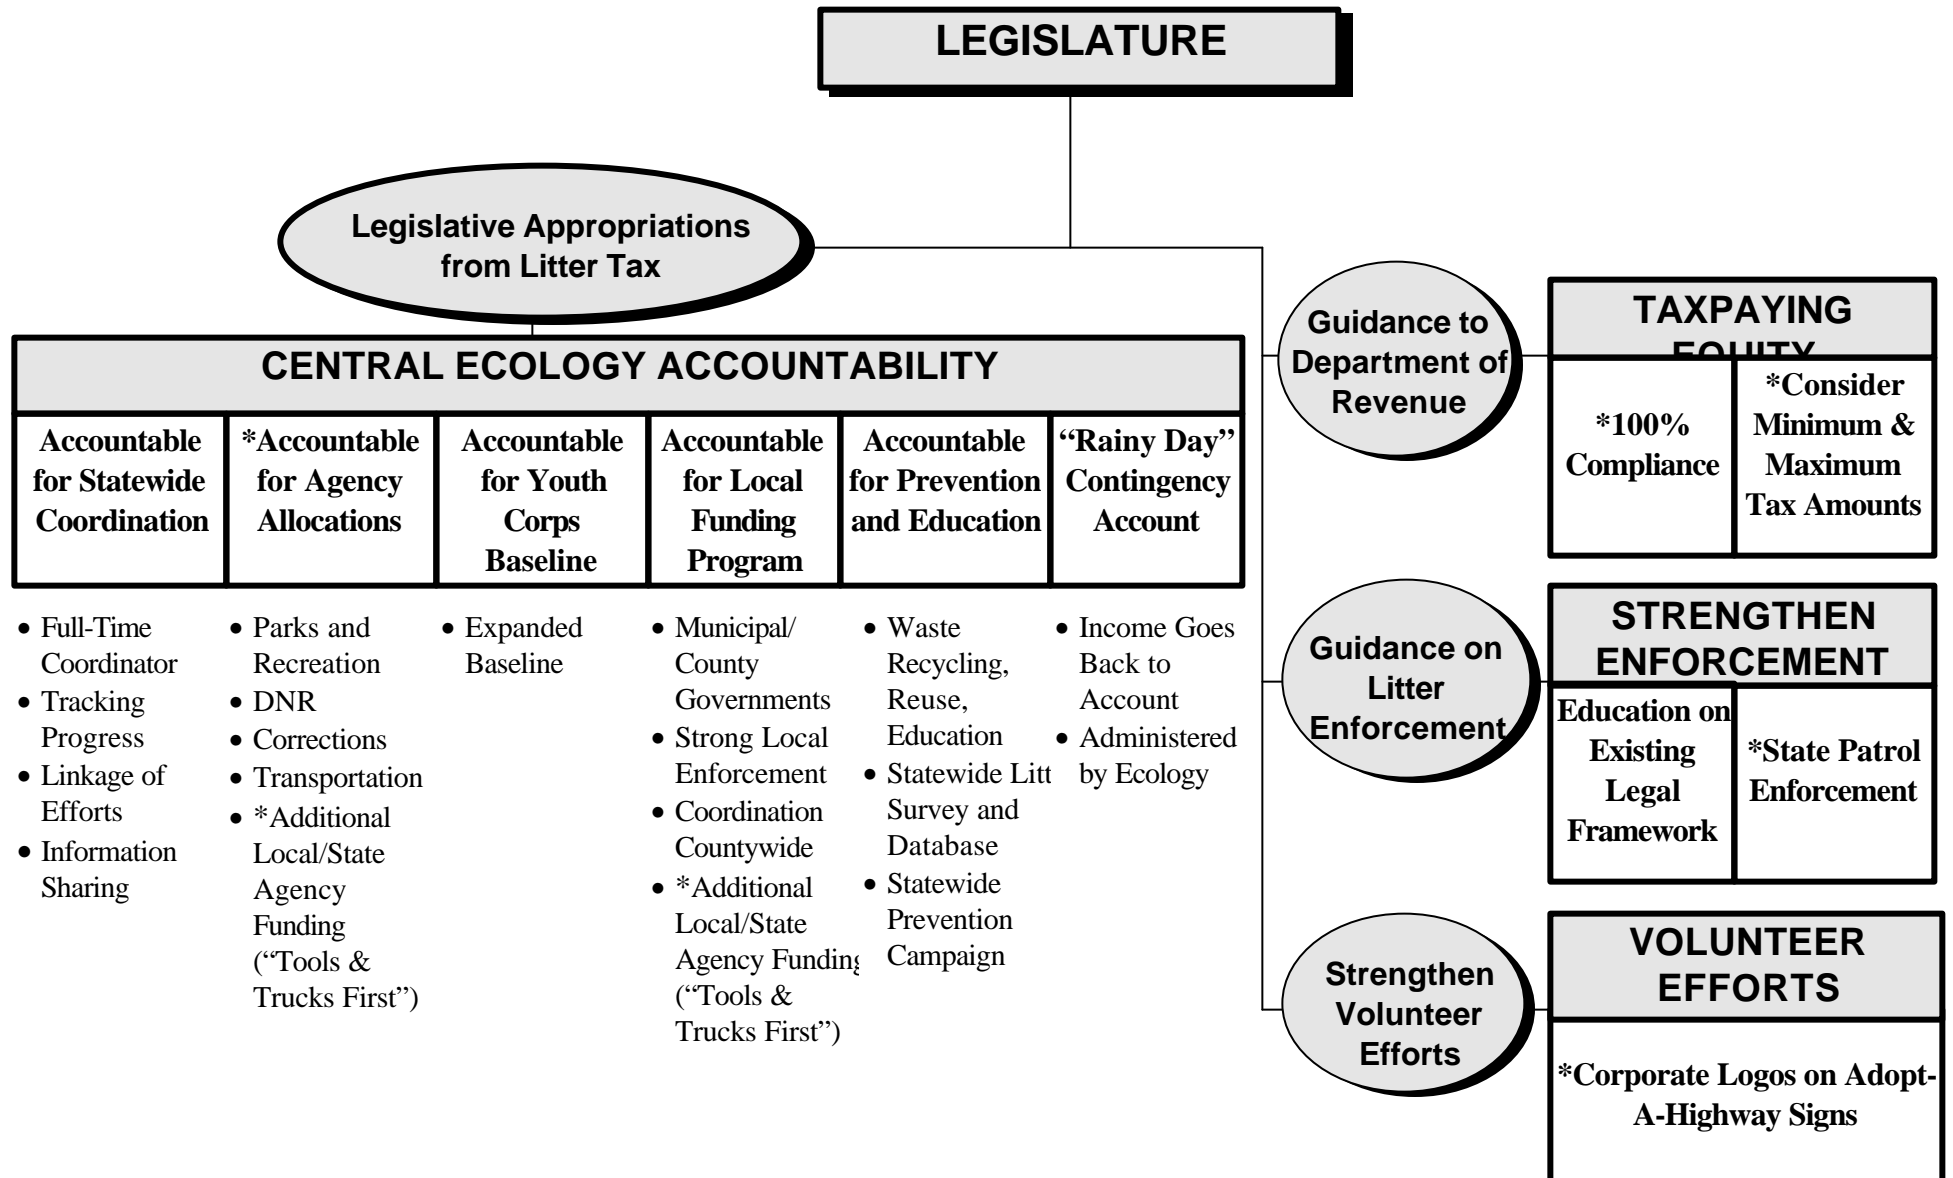 LEGISLATURE
Legislative Appropriations
from Litter Tax
CENTRAL ECOLOGY ACCOUNTABILITY
Accountable
for Statewide
Coordination
*Accountable
for Agency
Allocations
Accountable
for Youth
Corps
Baseline
Accountable
for Local
Funding
Program
Accountable
for Prevention
and Education
“Rainy Day”
Contingency
Account
• Full-Time
Coordinator
• Tracking
Progress
• Linkage of
Efforts
• Information
Sharing
• Parks and
Recreation
• DNR
• Corrections
• Transportation
• *Additional
Local/State
Agency
Funding
(“Tools &
Trucks First”)
• Expanded
Baseline
• Municipal/
County
Governments
• Strong Local
Enforcement
• Coordination
Countywide
• *Additional
Local/State
Agency Funding
(“Tools &
Trucks First”)
• Waste
Recycling,
Reuse,
Education
• Statewide Litt
Survey and
Database
• Statewide
Prevention
Campaign
• Income Goes
Back to
Account
• Administered
by Ecology
Guidance to
Department of
Revenue
TAXPAYING
EQUITY
*100%
Compliance
*Consider
Minimum &
Maximum
Tax Amounts
Guidance on
Litter
Enforcement
STRENGTHEN
ENFORCEMENT
Education on
Existing
Legal
Framework
*State Patrol
Enforcement
Strengthen
Volunteer
Efforts
VOLUNTEER
EFFORTS
*Corporate Logos on Adopt-
A-Highway Signs